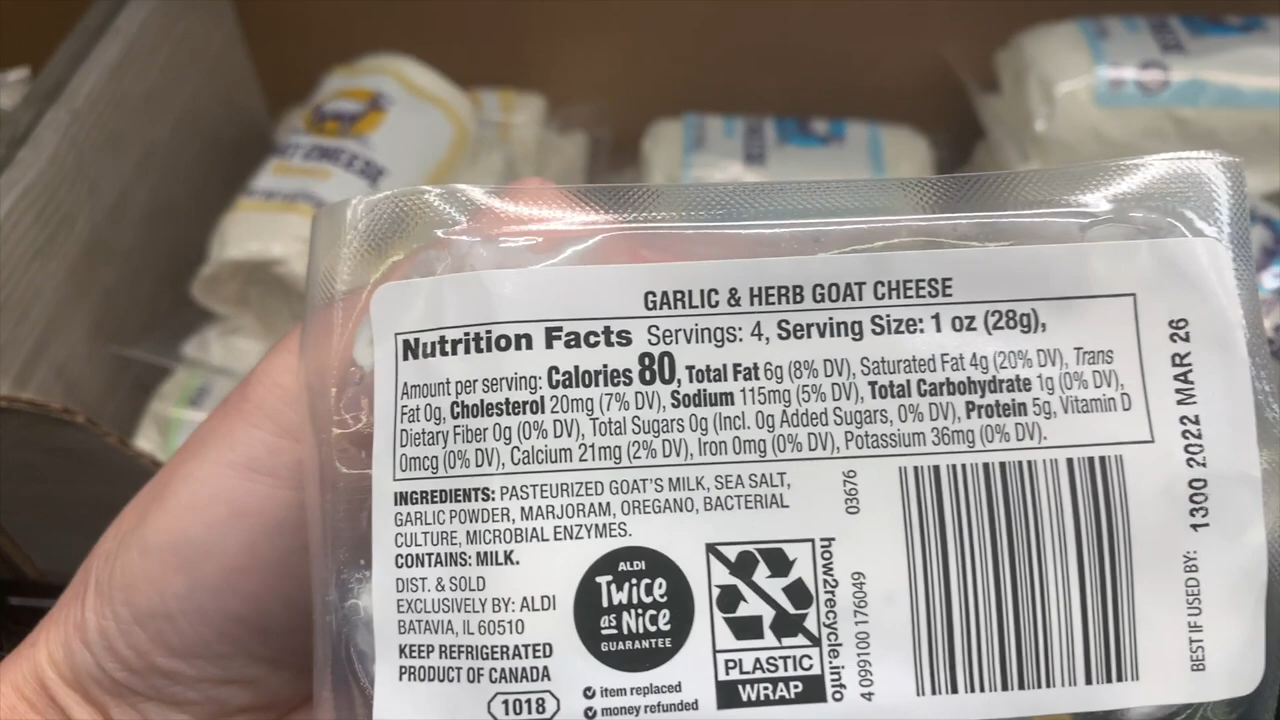 GARLIC & HERB GOAT CHEESE
Nutrition Facts Servings: 4, Serving Size: 1 oz (28g),
Amount per serving: Calories 80, Total Fat 6g (8% DV), Saturated Fat 4g (20% DV), Trans
Fat 0g, Cholesterol 20mg (7% DV), Sodium 115mg (5% DV), Total Carbohydrate 1g (0% DV),
Dietary Fiber 0g (0% DV), Total Sugars 0g (Incl. 0g Added Sugars, 0% DV), Protein 5g, Vitamin D
0mcg (0% DV), Calcium 21mg (2% DV), Iron 0mg (0% DV), Potassium 36mg (0% DV).
INGREDIENTS: PASTEURIZED GOAT'S MILK, SEA SALT,
GARLIC POWDER, MARJORAM, OREGANO, BACTERIAL
CULTURE, MICROBIAL ENZYMES.
CONTAINS: MILK.
DIST. & SOLD
EXCLUSIVELY BY: ALDI
BATAVIA, IL 60510
KEEP REFRIGERATED
PRODUCT OF CANADA
1018
ALDI
Twice
as Nice
GUARANTEE
item replaced
money refunded
PLASTIC
WRAP
how2recycle.info
03676
4 099100 176049
BEST IF USED BY: 1300 2022 MAR 26
CHEESE